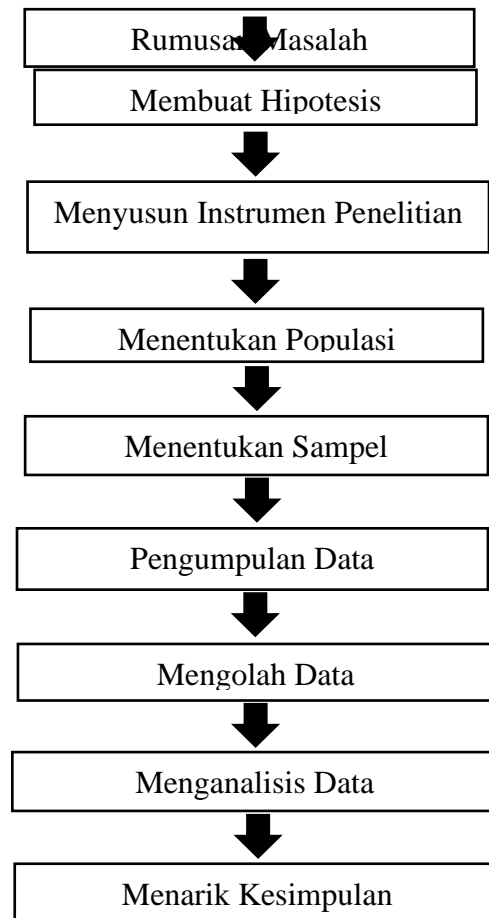 Rumusan Masalah
Membuat Hipotesis
Menyusun Instrumen Penelitian
Menentukan Populasi
Menentukan Sampel
Pengumpulan Data
Mengolah Data
Menganalisis Data
Menarik Kesimpulan